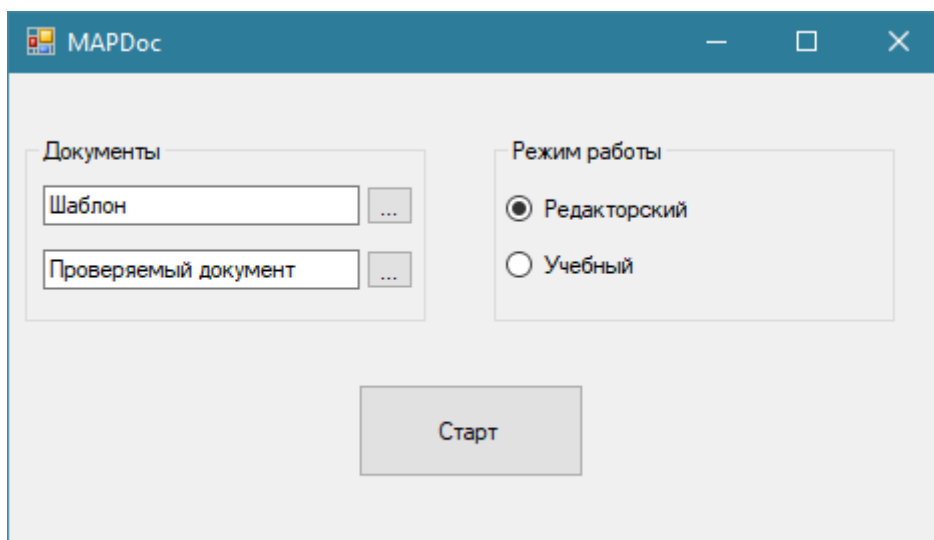 MAPDoc
Документы
Шаблон
...
Проверяемый документ
...
Режим работы
Редакторский
Учебный
Старт